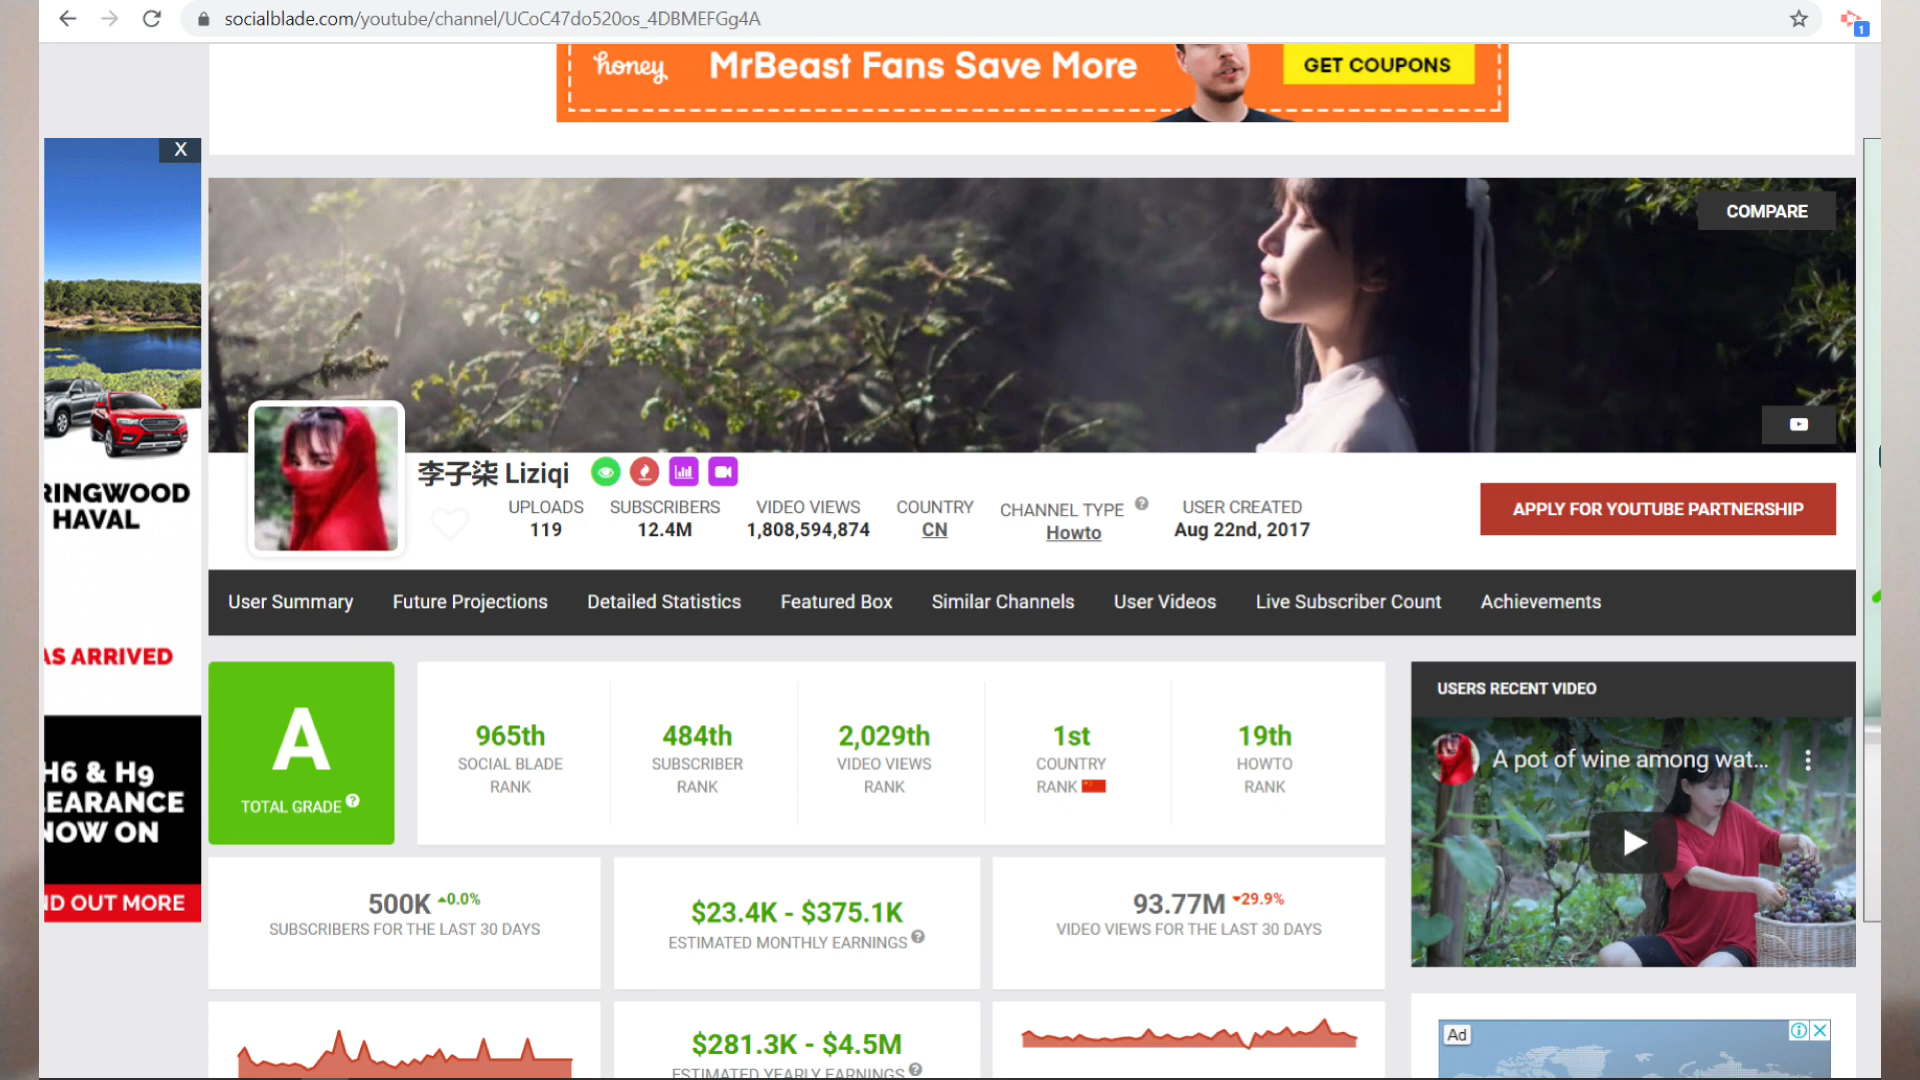 socialblade.com/youtube/channel/UCoC47do520os_4DBMEFGg4A
1
honey
MrBeast Fans Save More
GET COUPONS
X
COMPARE
李子柒 Liziqi
UPLOADS
119
SUBSCRIBERS
12.4M
VIDEO VIEWS
1,808,594,874
COUNTRY
CN
CHANNEL TYPE ?
Howto
USER CREATED
Aug 22nd, 2017
APPLY FOR YOUTUBE PARTNERSHIP
RINGWOOD
HAVAL
AS ARRIVED
H6 & H9
EARANCE
NOW ON
ND OUT MORE
User Summary
Future Projections
Detailed Statistics
Featured Box
Similar Channels
User Videos
Live Subscriber Count
Achievements
A
TOTAL GRADE ?
965th
SOCIAL BLADE
RANK
484th
SUBSCRIBER
RANK
2,029th
VIDEO VIEWS
RANK
1st
COUNTRY
RANK
19th
HOWTO
RANK
USERS RECENT VIDEO
A pot of wine among wat...
500K 0.0%
SUBSCRIBERS FOR THE LAST 30 DAYS
$23.4K - $375.1K
ESTIMATED MONTHLY EARNINGS ?
93.77M 29.9%
VIDEO VIEWS FOR THE LAST 30 DAYS
$281.3K - $4.5M
ESTIMATED YEARLY EARNINGS ?
Ad